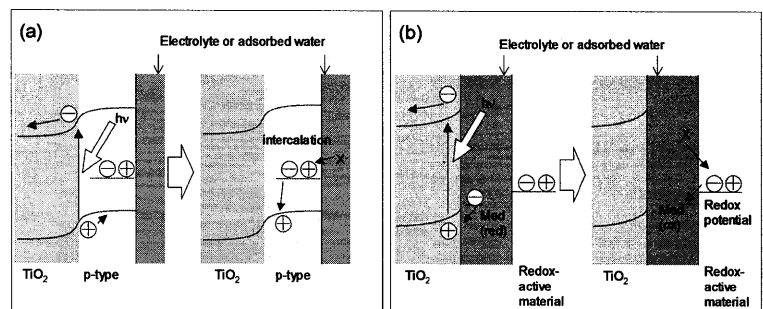 (a)
Electrolyte or adsorbed water
hν
intercalation
X-
TiO2 p-type
TiO2 p-type
(b)
Electrolyte or adsorbed water
hν
Med
(red)
X-
Med
(ox)
Redox
potential
TiO2
Redox-
active
material
TiO2
Redox-
active
material